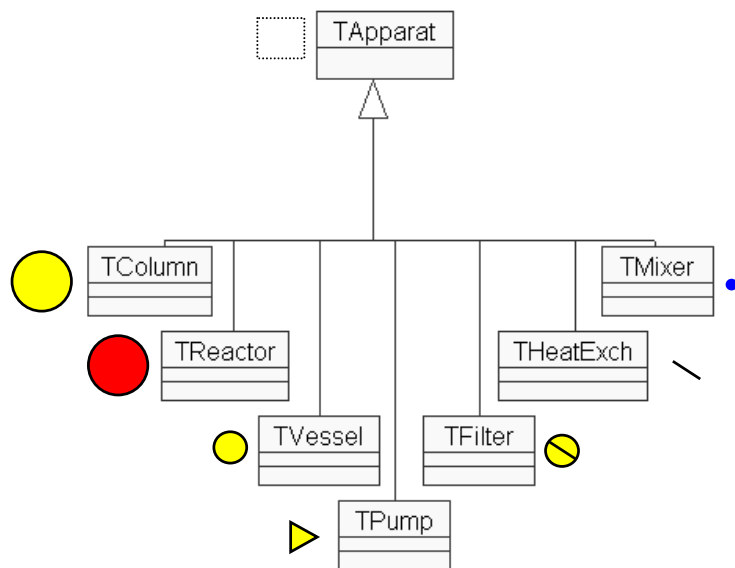 TApparat
TColumn
TMixer
TReactor
THeatExch
TVessel
TFilter
TPump